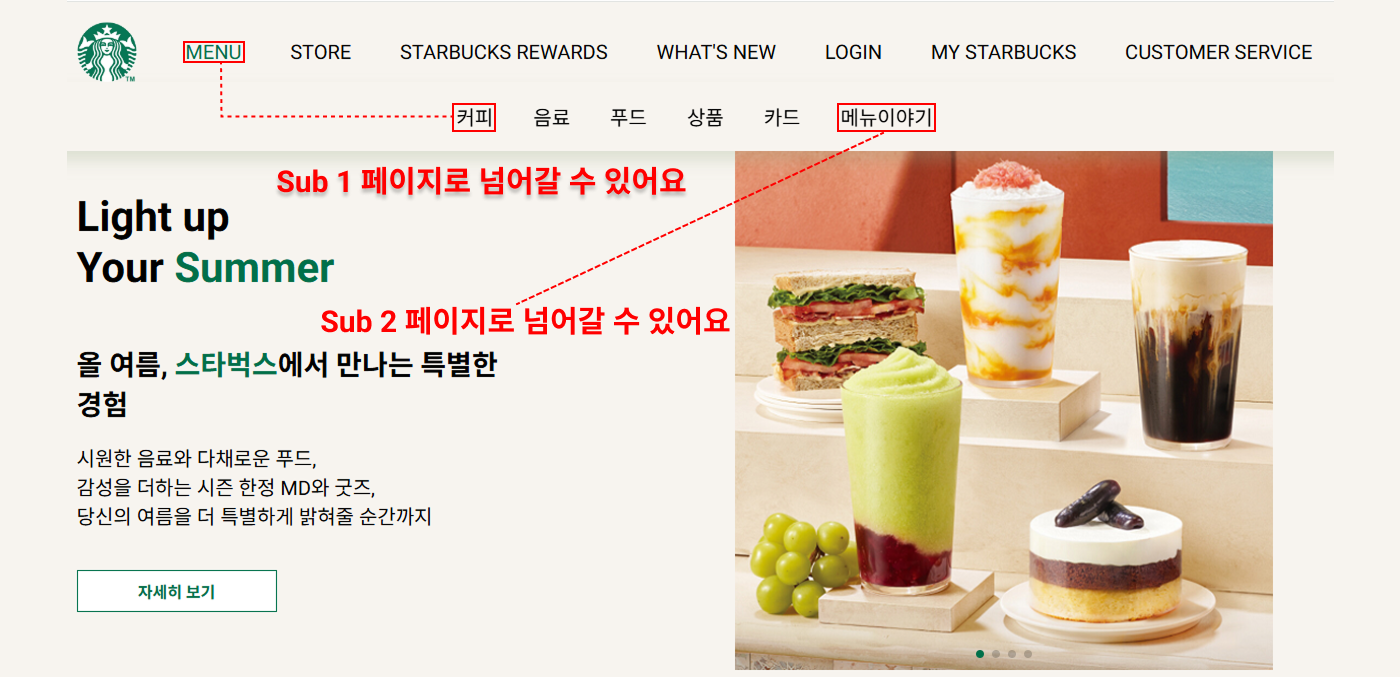 MENU STORE STARBUCKS REWARDS WHAT'S NEW LOGIN MY STARBUCKS CUSTOMER SERVICE
TM
커피 음료 푸드 상품 카드 메뉴이야기
Sub 1 페이지로 넘어갈 수 있어요
Light up
Your Summer
Sub 2 페이지로 넘어갈 수 있어요
올 여름, 스타벅스에서 만나는 특별한
경험
시원한 음료와 다채로운 푸드,
감성을 더하는 시즌 한정 MD와 굿즈,
당신의 여름을 더 특별하게 밝혀줄 순간까지
자세히 보기